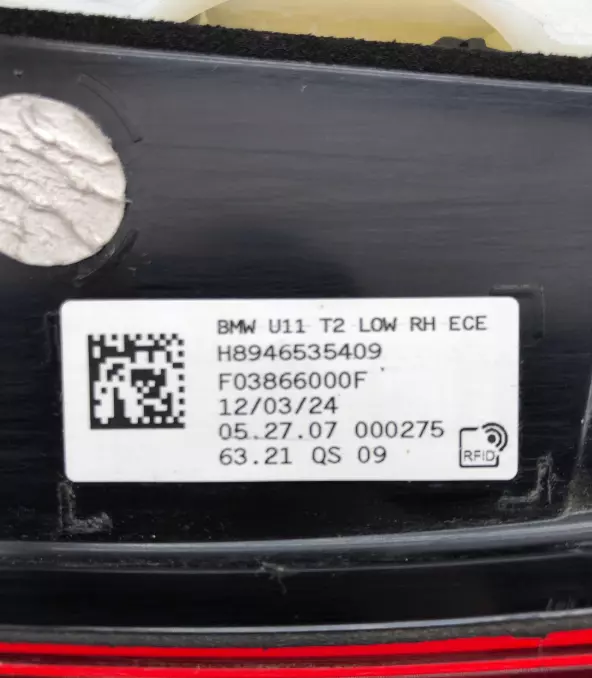 BMW U11 T2 LOW RH ECE
H8946535409
F03866000F
12/03/24
05.27.07 000275
63.21 QS 09
RFID